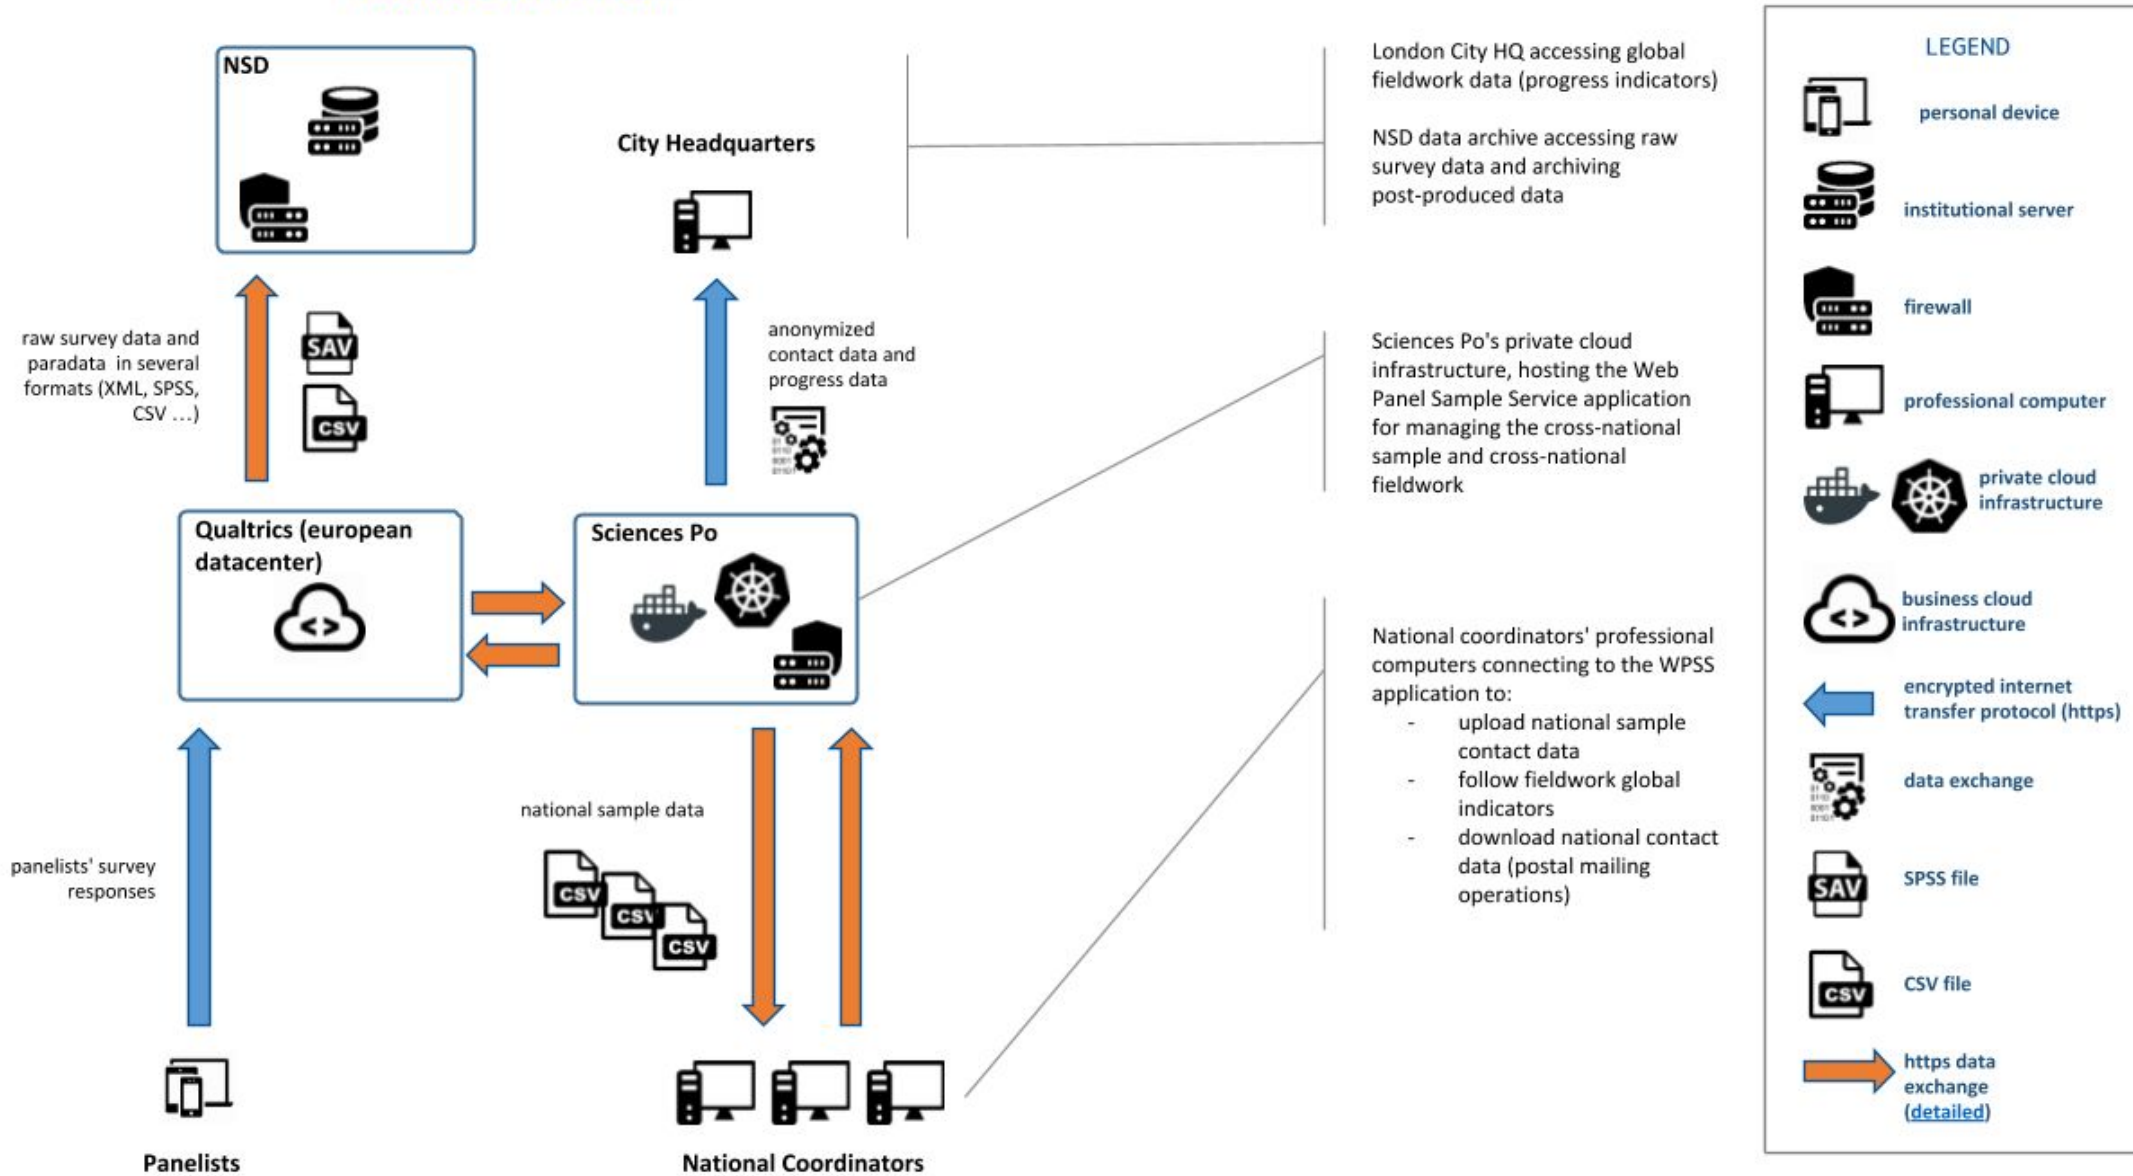 NSD
City Headquarters
raw survey data and
paradata in several
formats (XML, SPSS,
CSV ...)
SAV
CSV
anonymized
contact data and
progress data
Qualtrics (european
datacenter)
Sciences Po
national sample data
CSV
CSV
CSV
panelists' survey
responses
Panelists
National Coordinators
London City HQ accessing global
fieldwork data (progress indicators)
NSD data archive accessing raw
survey data and archiving
post-produced data
Sciences Po's private cloud
infrastructure, hosting the Web
Panel Sample Service application
for managing the cross-national
sample and cross-national
fieldwork
National coordinators' professional
computers connecting to the WPSS
application to:
- upload national sample
contact data
- follow fieldwork global
indicators
- download national contact
data (postal mailing
operations)
LEGEND
personal device
institutional server
firewall
professional computer
private cloud
infrastructure
business cloud
infrastructure
encrypted internet
transfer protocol (https)
data exchange
SAV
SPSS file
CSV
CSV file
https data
exchange
(detailed)